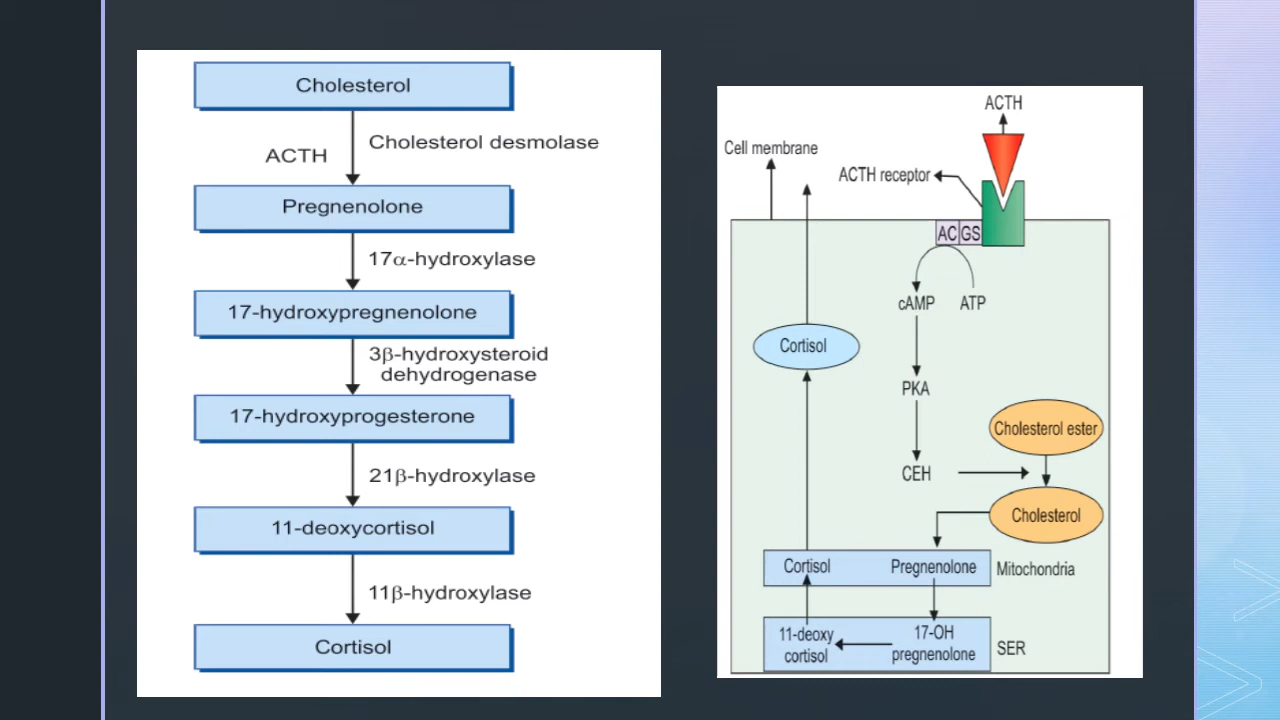 Cholesterol
ACTH
Cholesterol desmolase
Pregnenolone
17α-hydroxylase
17-hydroxypregnenolone
3β-hydroxysteroid
dehydrogenase
17-hydroxyprogesterone
21β-hydroxylase
11-deoxycortisol
11β-hydroxylase
Cortisol
ACTH
Cell membrane
ACTH receptor
AC GS
cAMP ATP
Cortisol
PKA
Cholesterol ester
CEH
Cholesterol
Cortisol Pregnenolone Mitochondria
11-deoxy
cortisol
17-OH
pregnenolone
SER